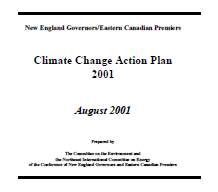 New England Governors/Eastern Canadian Premiers
Climate Change Action Plan
2001
August 2001
Prepared by
The Committee on the Environment and
the Northeast International Committee on Energy
of the Conference of New England Governors and Eastern Canadian Premiers